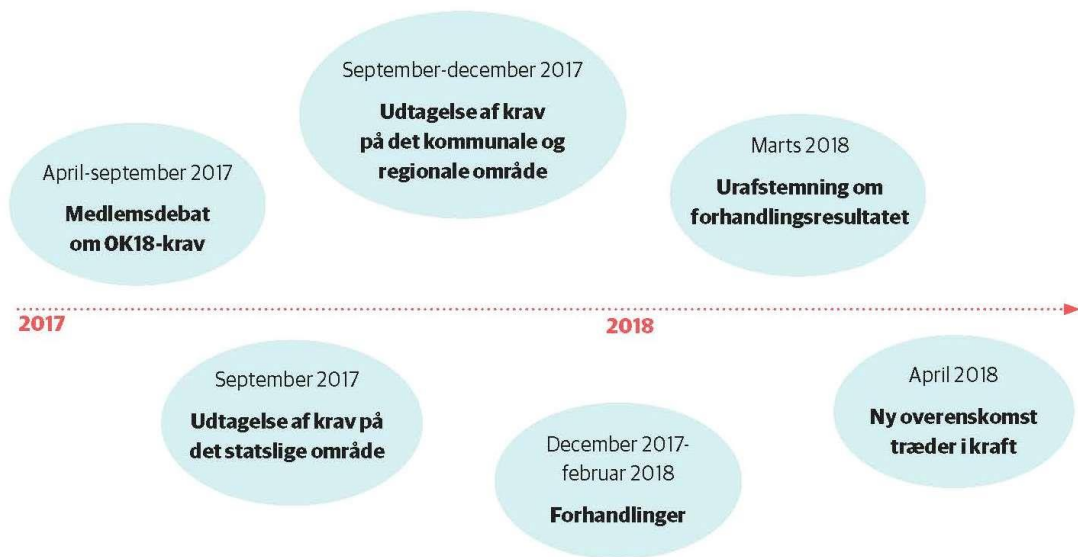 April-september 2017
Medlemsdebat
om OK18-krav
September 2017
Udtagelse af krav på
det statslige område
September-december 2017
Udtagelse af krav
på det kommunale og
regionale område
December 2017-
februar 2018
Forhandlinger
Marts 2018
Urafstemning om
forhandlingsresultatet
April 2018
Ny overenskomst
træder i kraft
2017
2018